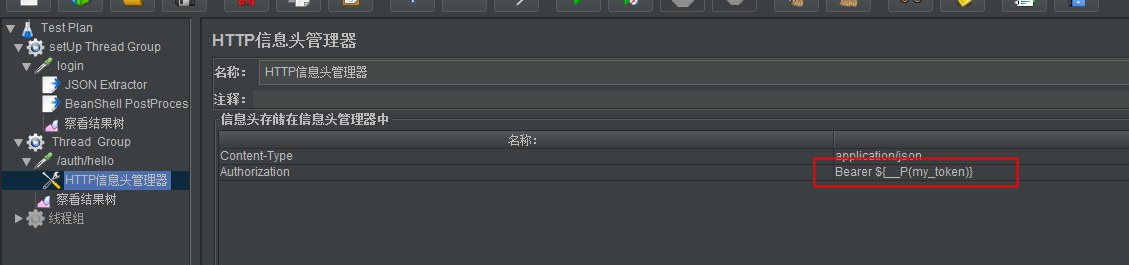 Test Plan
setUp Thread Group
login
JSON Extractor
BeanShell PostProces
察看结果树
Thread Group
/auth/hello
HTTP信息头管理器
察看结果树
线程组
HTTP信息头管理器
名称: HTTP信息头管理器
注释:
信息头存储在信息头管理器中
名称:
Content-Type application/json
Authorization Bearer ${__P(my_token)}